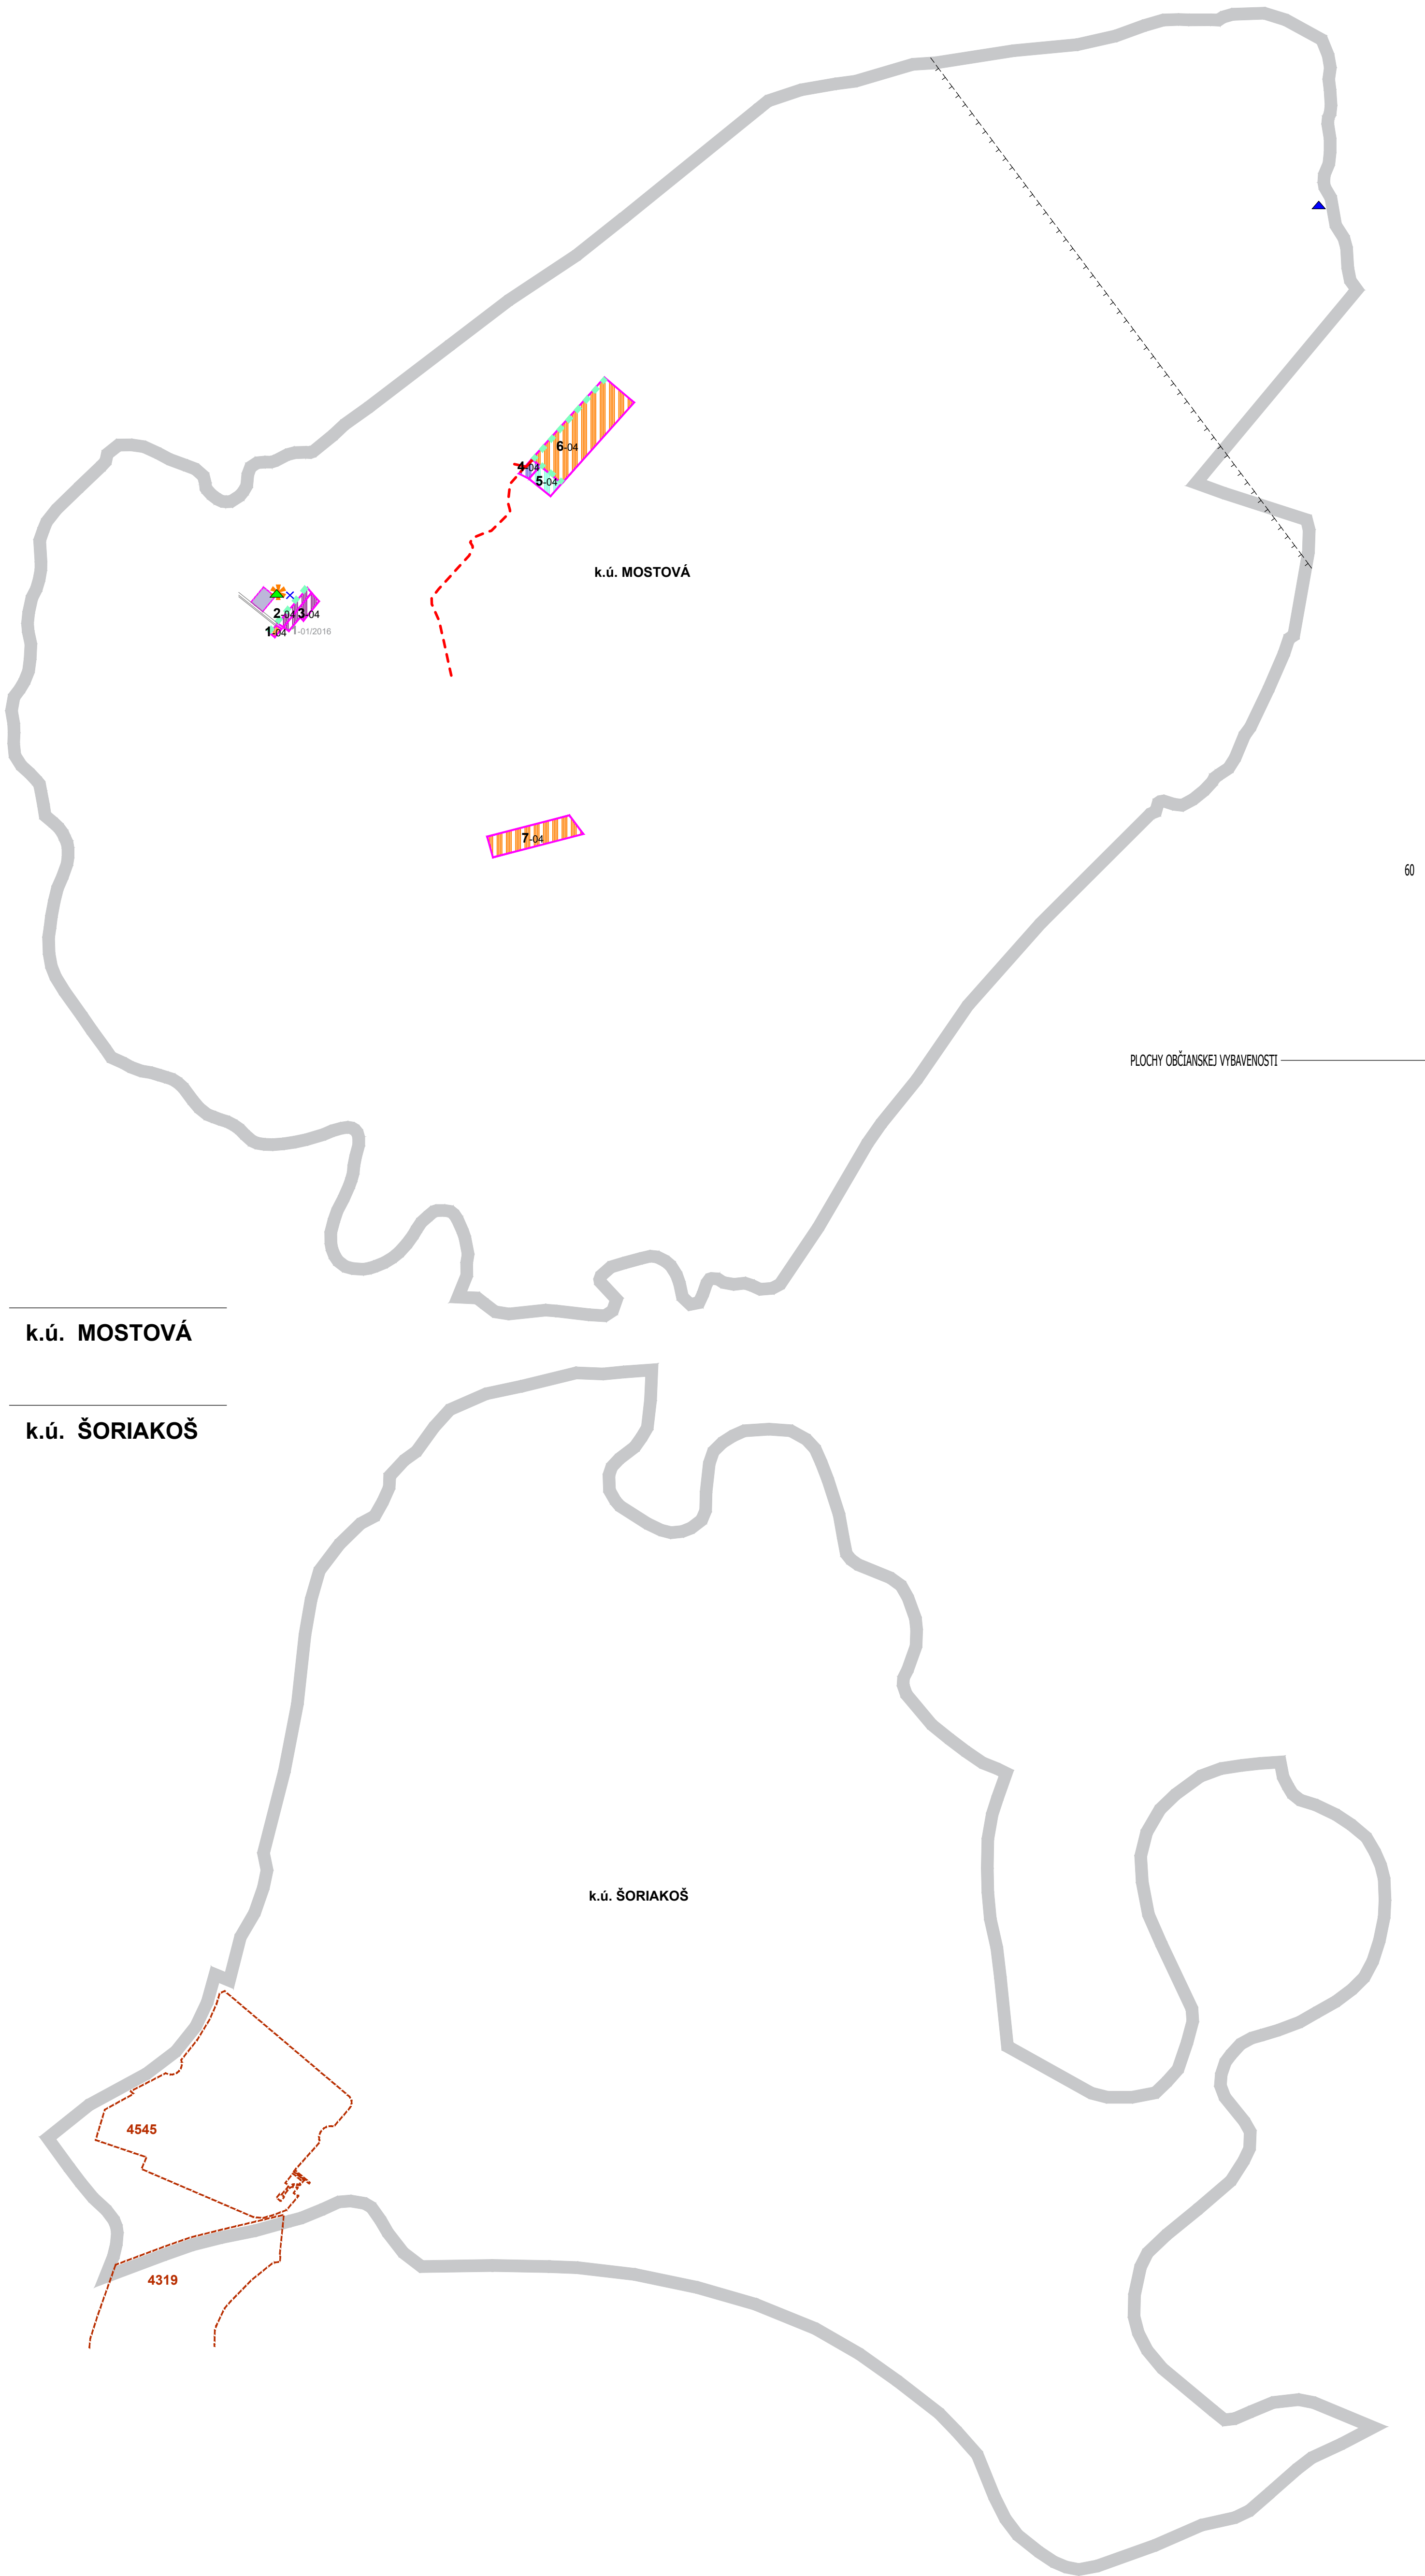 6-04
4-04
5-04
k.ú. MOSTOVÁ
2-04
3-04
1-04
1-01/2016
7-04
60
PLOCHY OBČIANSKEJ VYBAVENOSTI
k.ú. MOSTOVÁ
k.ú. ŠORIAKOŠ
k.ú. ŠORIAKOŠ
4545
4319